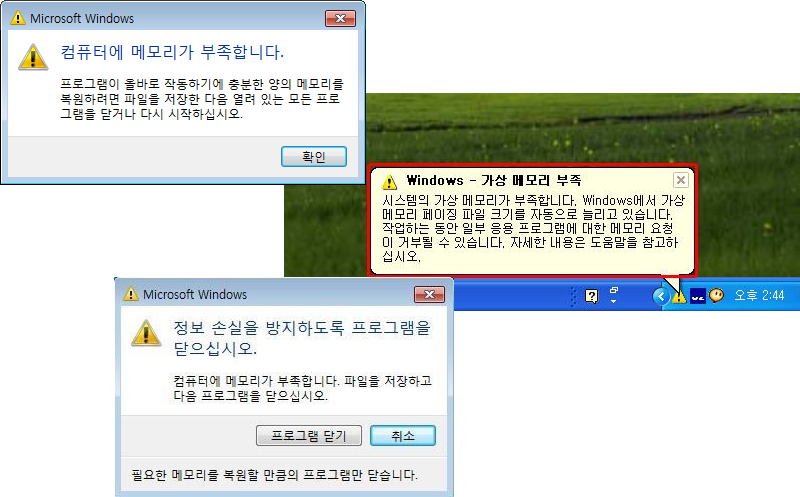 Microsoft Windows
컴퓨터에 메모리가 부족합니다.
프로그램이 올바로 작동하기에 충분한 양의 메모리를
복원하려면 파일을 저장한 다음 열려 있는 모든 프로
그램을 닫거나 다시 시작하십시오.
확인
Windows - 가상 메모리 부족
시스템의 가상 메모리가 부족합니다. Windows에서 가상
메모리 페이징 파일 크기를 자동으로 늘리고 있습니다.
작업하는 동안 일부 응용 프로그램에 대한 메모리 요청
이 거부될 수 있습니다. 자세한 내용은 도움말을 참고하
십시오.
오후 2:44
Microsoft Windows
정보 손실을 방지하도록 프로그램을
닫으십시오.
컴퓨터에 메모리가 부족합니다. 파일을 저장하고
다음 프로그램을 닫으십시오.
프로그램 닫기
취소
필요한 메모리를 복원할 만큼의 프로그램만 닫습니다.